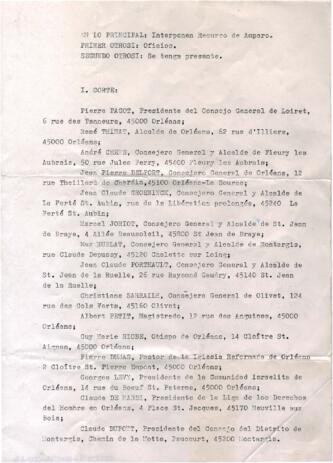 EN LO PRINCIPAL: Interponen Recurso de Amparo.
PRIMER OTROSI: Oficios.
SEGUNDO OTROSI: Se tenga presente.
I. CORTE:
Pierre PAGOT, Presidente del Consejo General de Loiret,
6 rue des Tanneurs, 45000 Orléans;
René THINAT, Alcalde de Orléans, 62 rue d'Illiers,
45000 Orléans;
André CHENE, Consejero General y Alcalde de Fleury les
Aubrais, 50 rue Jules Ferry, 45400 Fleury les Aubrais;
Jean Pierre DELPORT, Consejero General de Orléans, 12
rue Theillard de Chardin, 45100 Orléans-la Source;
Jean Claude Consejero General y Alcalde de
La Ferté St. Aubin, rue de la Libération prolongée, 45240 La
Ferté St. Aubin;
Marcel JORIOT, Consejero General y Alcalde de St. Jean
de Braye, 4 Allée Beausoleil, 45800 St Jean de Braye;
Max NUBLAT, Consejero General y Alcalde de Montargis,
rue Claude Debussy, 45120 Chalette sur Loing;
Jean Claude PORTHAULT, Consejero General y Alcalde de
St. Jean de la Ruelle, 26 rue Raymond Gaudry, 45140 St. Jean
de la Ruelle;
Christiane SARRAILH, Consejero General de Olivet, 124
rue des Cols Verts, 45160 Olivet;
Albert PETIT, Magistrado, 12 rue des 45000
Orléans;
Guy Marie RIOBE, Obispo de Orléans, 14 Cloître St.
Aignan, 45000 Orléans;
Pierre DUMAS, Pastor de la Iglesia Reformada de Orléans
2 Cloître St. Pierre Empont, 45000 Orléans;
Georges LEVY, Presidente de la Comunidad Israelita de
Orléans, 14 rue du Boeuf St. Paterne, 45000 Orléans;
Claude DE Presidente de la Liga de los Derechos
del Hombre en Orléans, 4 Place St. Jacques, 45170 Neuville aux
Bois;
Claude DUPONT, Presidente del Consejo del Distrito de
Montargis, Chemin de la Motte, Paucourt, 45200 Montargis.